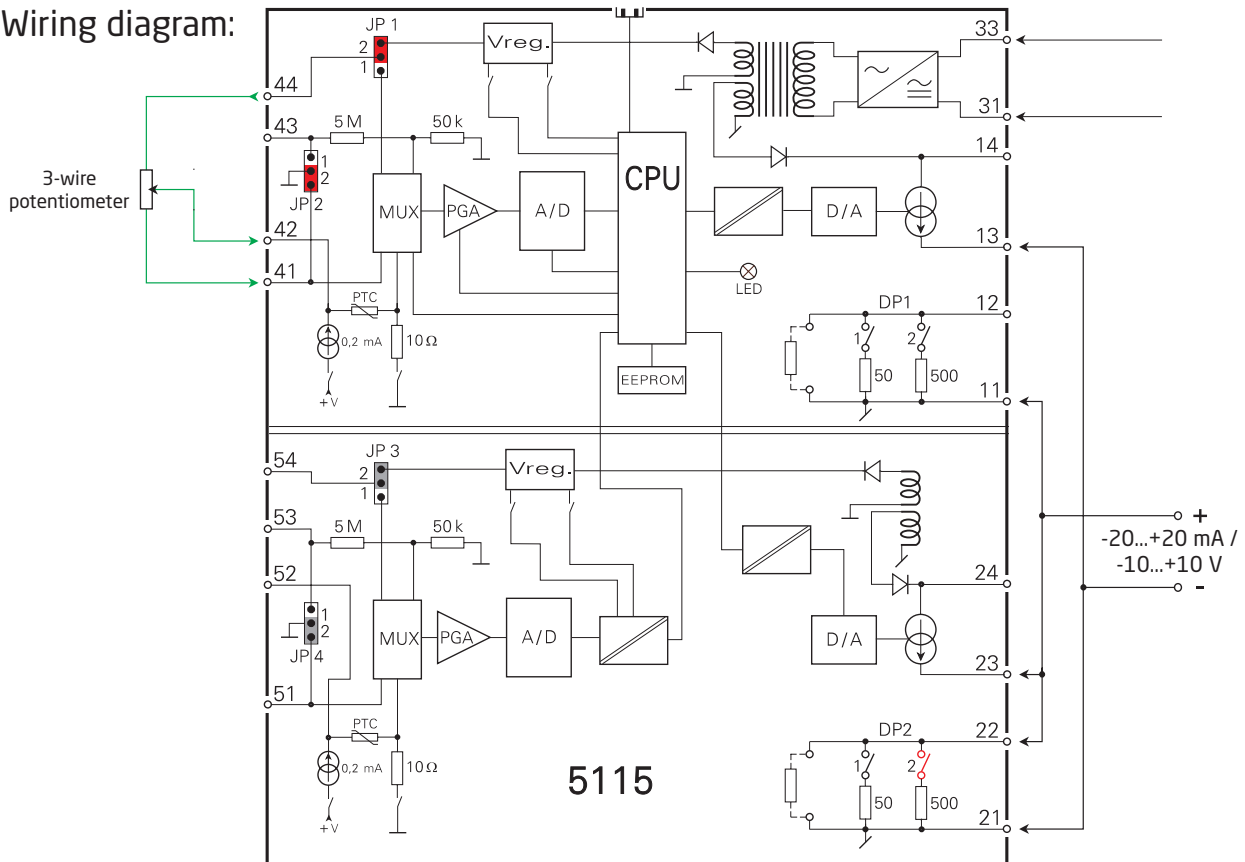 Wiring diagram:
JP 1
2
1
Vreg.
33
44
43
5 M
50 k
31
14
1
2
JP 2
3-wire
potentiometer
MUX
PGA
A/D
CPU
D/A
42
41
13
LED
PTC
0,2 mA
10Ω
+V
EEPROM
DP1
12
1
2
50
500
11
54
JP 3
2
1
Vreg.
53
5 M
50 k
52
1
2
JP 4
MUX
PGA
A/D
D/A
24
23
+
-20...+20 mA /
-10...+10 V
-
51
PTC
0,2 mA
10Ω
+V
5115
DP2
22
1
2
50
500
21